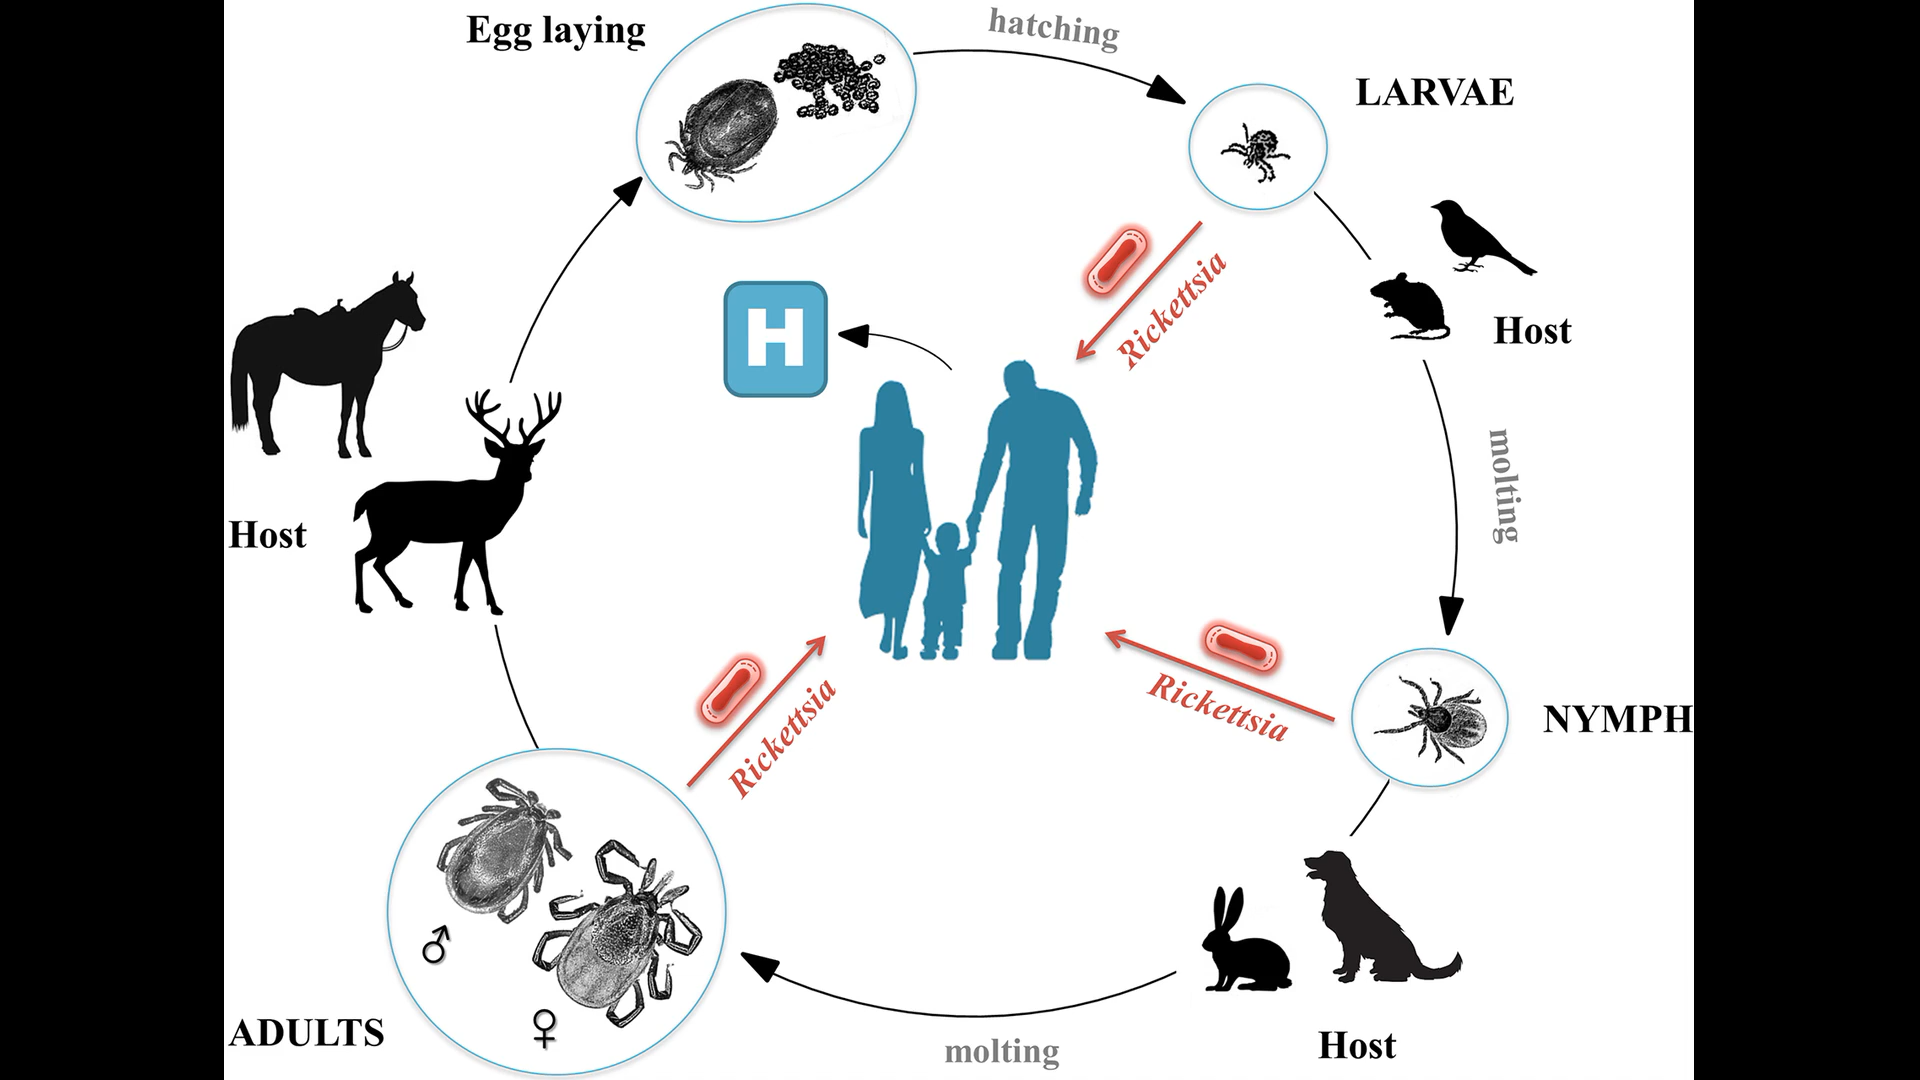 Egg laying
hatching
LARVAE
Host
molting
NYMPH
Host
molting
ADULTS
Host
H
Rickettsia
Rickettsia
Rickettsia
♂
♀